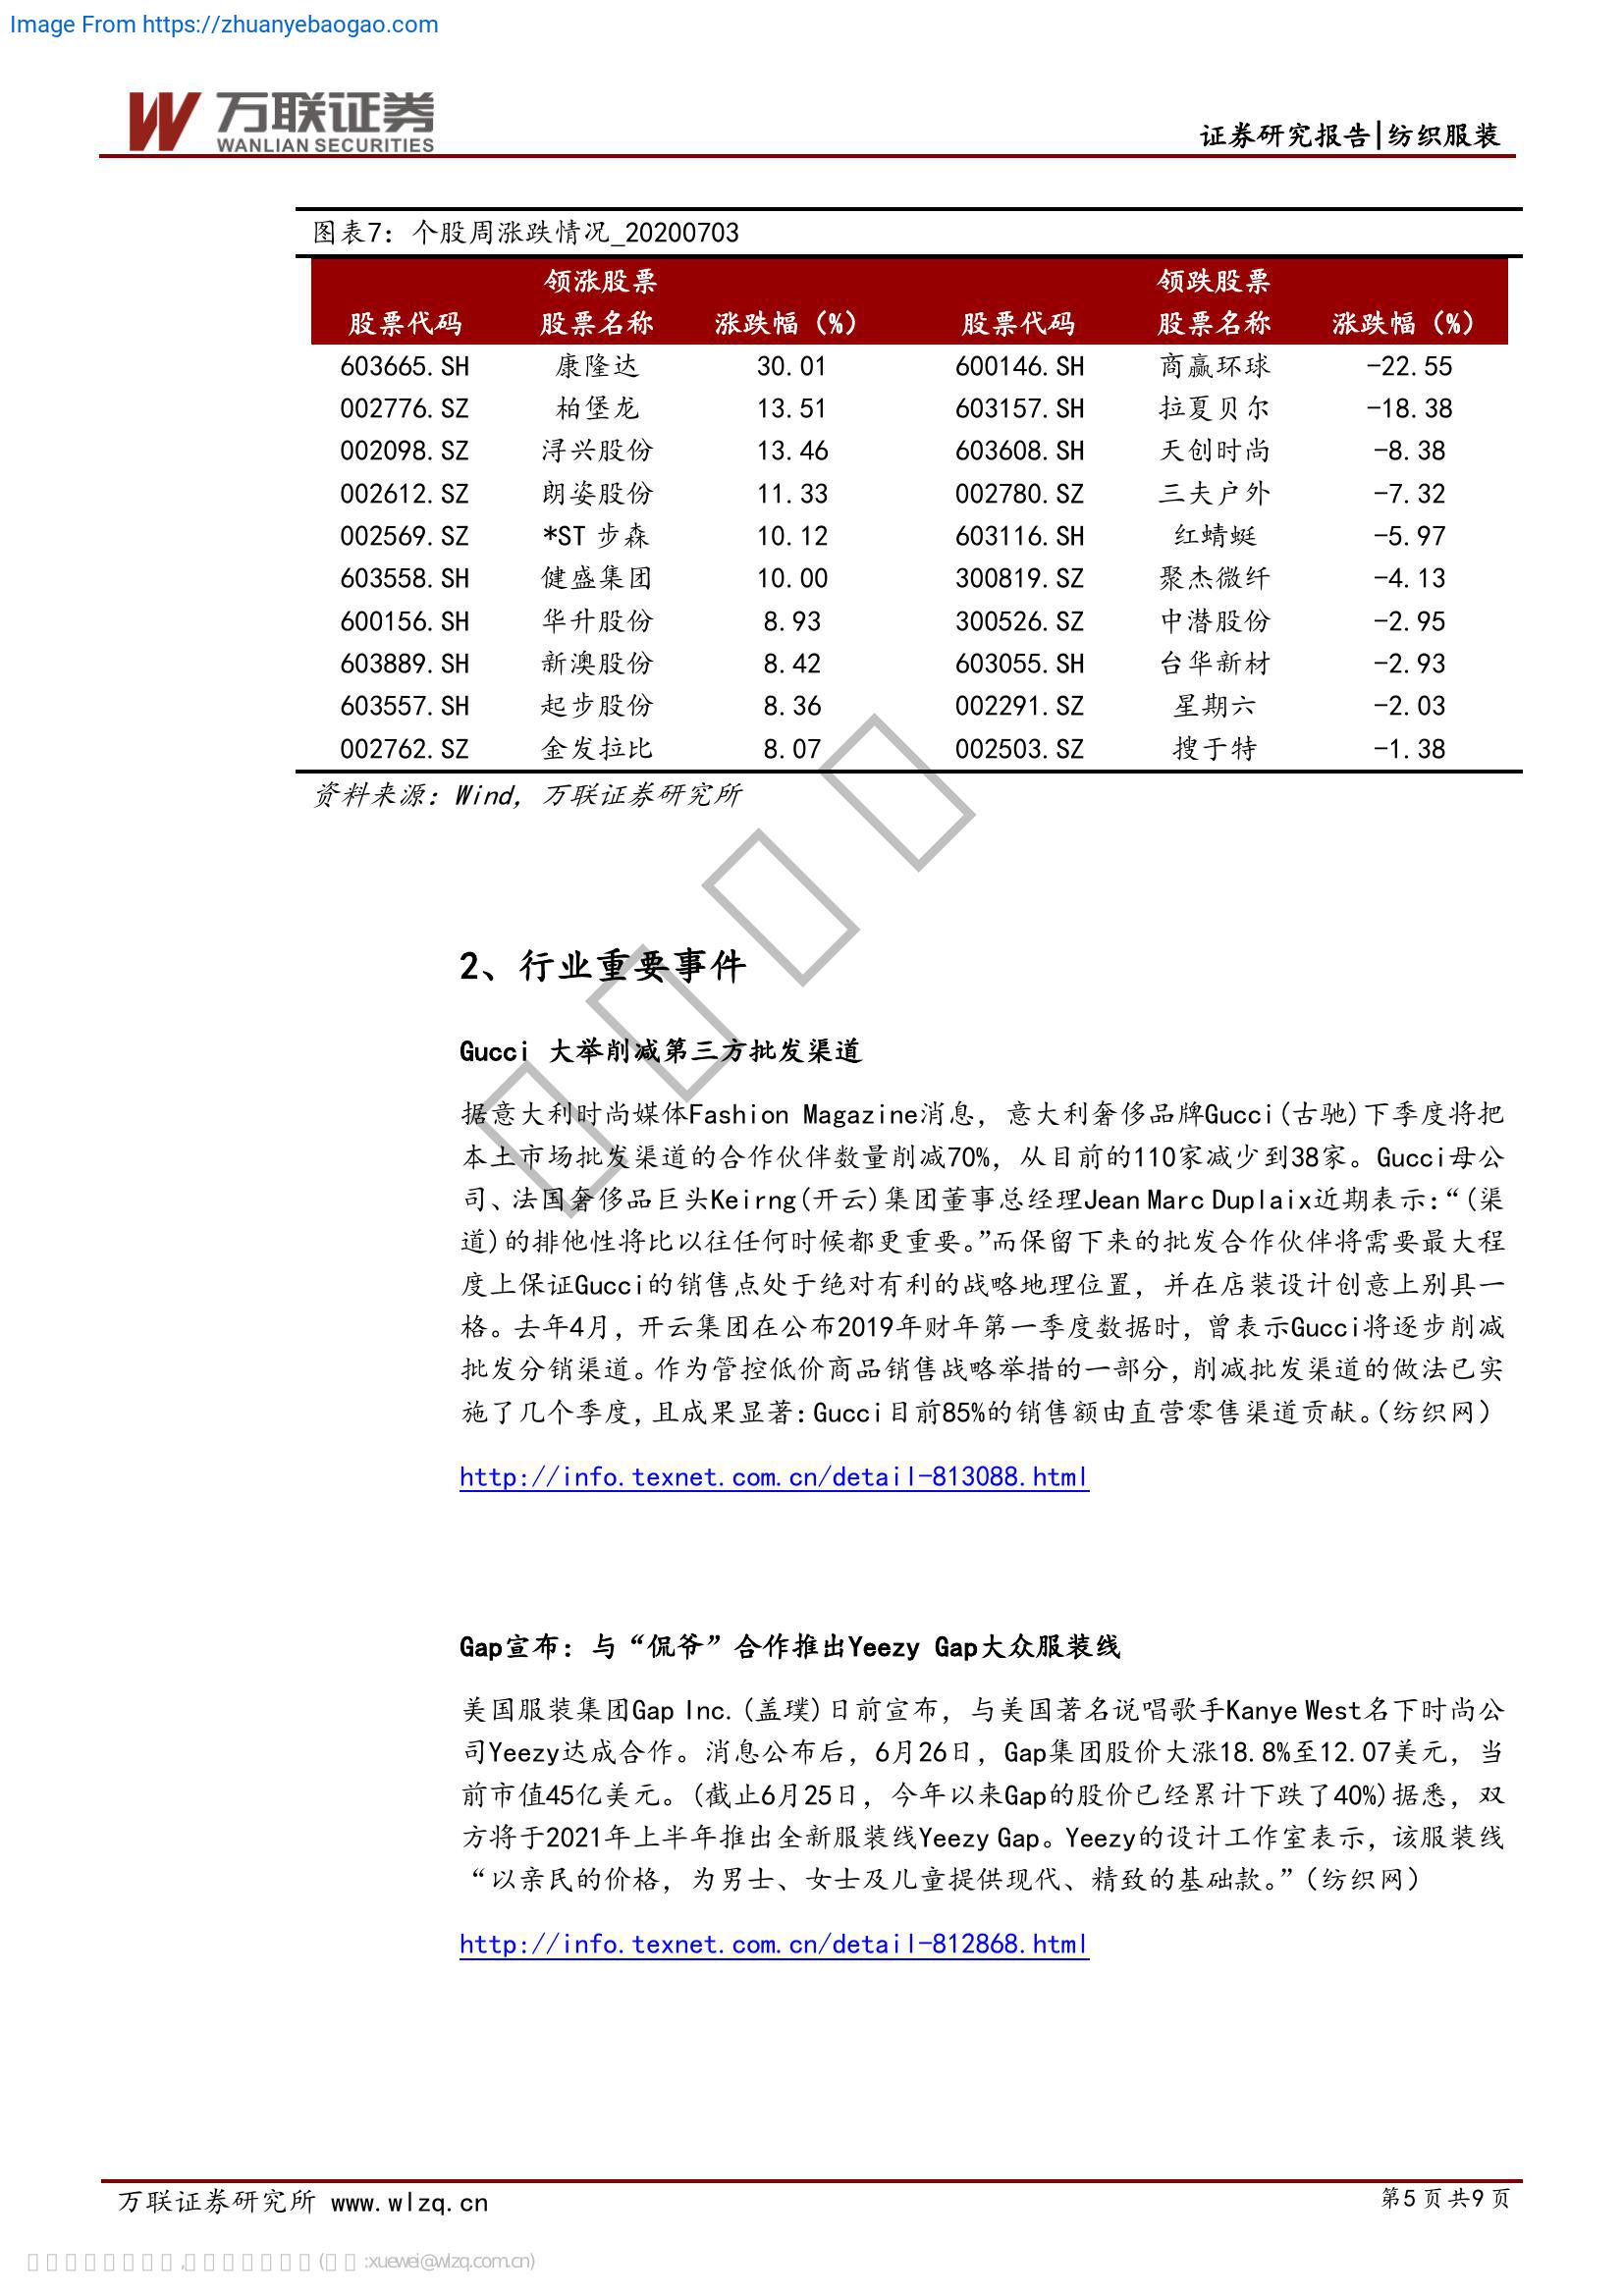 Image From https://zhuanyebaogao.com
万联证券
WANLIAN SECURITIES
证券研究报告|纺织服装
图表7：个股周涨跌情况_20200703
领涨股票 领跌股票
股票代码 股票名称 涨跌幅（%） 股票代码 股票名称 涨跌幅（%）
603665.SH 康隆达 30.01 600146.SH 商赢环球 -22.55
002776.SZ 柏堡龙 13.51 603157.SH 拉夏贝尔 -18.38
002098.SZ 浔兴股份 13.46 603608.SH 天创时尚 -8.38
002612.SZ 朗姿股份 11.33 002780.SZ 三夫户外 -7.32
002569.SZ *ST 步森 10.12 603116.SH 红蜻蜓 -5.97
603558.SH 健盛集团 10.00 300819.SZ 聚杰微纤 -4.13
600156.SH 华升股份 8.93 300526.SZ 中潜股份 -2.95
603889.SH 新澳股份 8.42 603055.SH 台华新材 -2.93
603557.SH 起步股份 8.36 002291.SZ 星期六 -2.03
002762.SZ 金发拉比 8.07 002503.SZ 搜于特 -1.38
资料来源：Wind, 万联证券研究所
2、行业重要事件
Gucci 大举削减第三方批发渠道
据意大利时尚媒体Fashion Magazine消息，意大利奢侈品牌Gucci(古驰)下季度将把
本土市场批发渠道的合作伙伴数量削减70%，从目前的110家减少到38家。Gucci母公
司、法国奢侈品巨头Keirng(开云)集团董事总经理Jean Marc Duplaix近期表示：“(渠
道)的排他性将比以往任何时候都更重要。”而保留下来的批发合作伙伴将需要最大程
度上保证Gucci的销售点处于绝对有利的战略地理位置，并在店装设计创意上别具一
格。去年4月，开云集团在公布2019年财年第一季度数据时，曾表示Gucci将逐步削减
批发分销渠道。作为管控低价商品销售战略举措的一部分，削减批发渠道的做法已实
施了几个季度，且成果显著：Gucci目前85%的销售额由直营零售渠道贡献。（纺织网）
http://info.texnet.com.cn/detail-813088.html
Gap宣布：与“侃爷”合作推出Yeezy Gap大众服装线
美国服装集团Gap Inc.(盖璞)日前宣布，与美国著名说唱歌手Kanye West名下时尚公
司Yeezy达成合作。消息公布后，6月26日，Gap集团股价大涨18.8%至12.07美元，当
前市值45亿美元。(截止6月25日，今年以来Gap的股价已经累计下跌了40%)据悉，双
方将于2021年上半年推出全新服装线Yeezy Gap。Yeezy的设计工作室表示，该服装线
“以亲民的价格，为男士、女士及儿童提供现代、精致的基础款。”（纺织网）
http://info.texnet.com.cn/detail-812868.html
万联证券研究所 www.wlzq.cn
第5页共9页
xuewei@wlzq.com.cn)